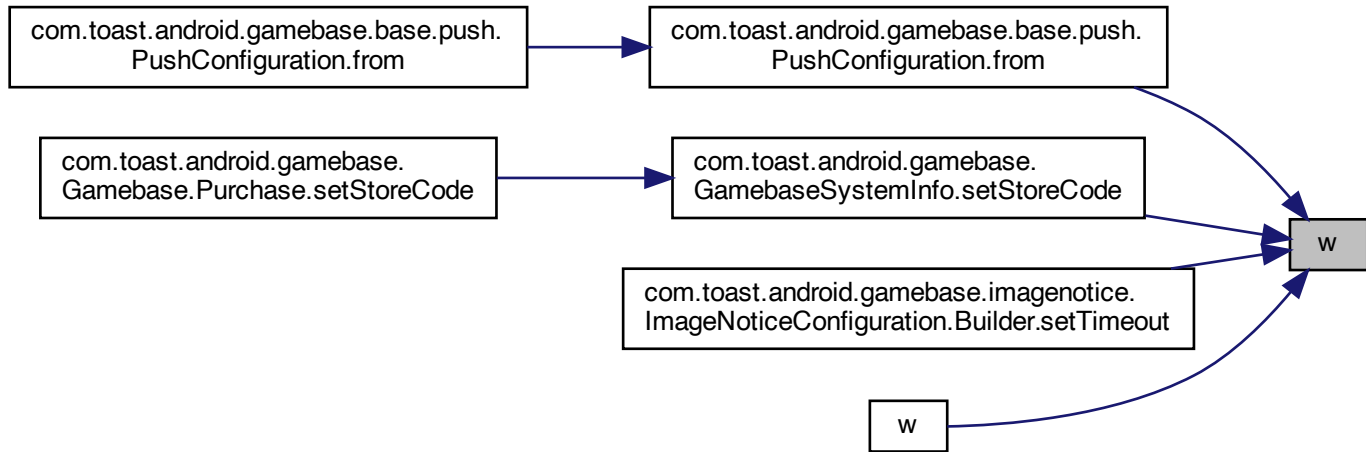 com.toast.android.gamebase.base.push.
PushConfiguration.from
com.toast.android.gamebase.base.push.
PushConfiguration.from
com.toast.android.gamebase.
Gamebase.Purchase.setStoreCode
com.toast.android.gamebase.
GamebaseSystemInfo.setStoreCode
w
com.toast.android.gamebase.imagenotice.
ImageNoticeConfiguration.Builder.setTimeout
w